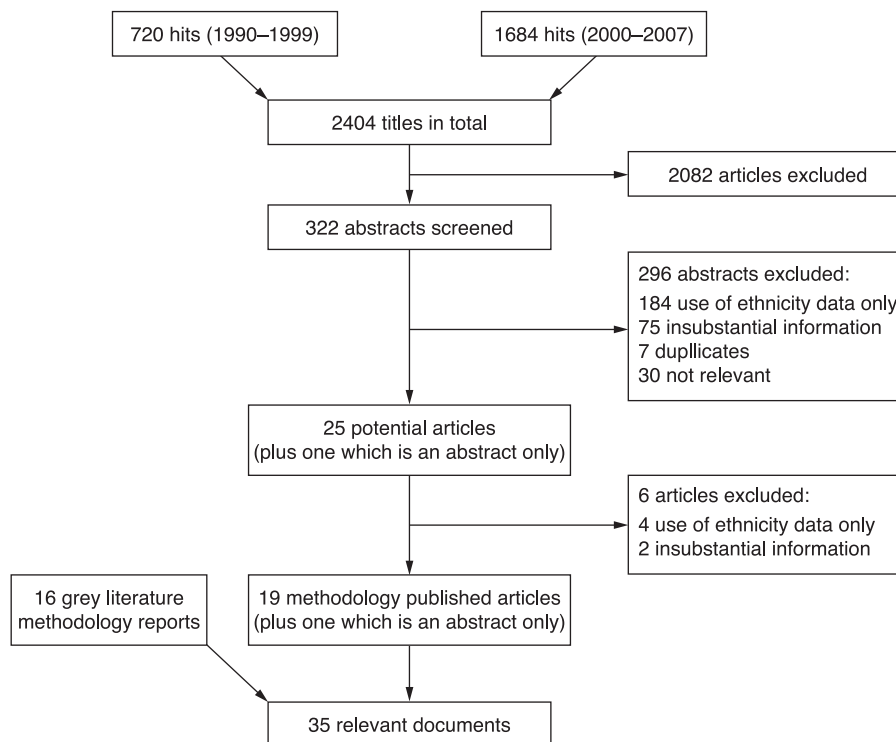 720 hits (1990–1999)
1684 hits (2000–2007)
2404 titles in total
2082 articles excluded
322 abstracts screened
296 abstracts excluded:
184 use of ethnicity data only
75 insubstantial information
7 dupllicates
30 not relevant
25 potential articles
(plus one which is an abstract only)
6 articles excluded:
4 use of ethnicity data only
2 insubstantial information
16 grey literature
methodology reports
19 methodology published articles
(plus one which is an abstract only)
35 relevant documents